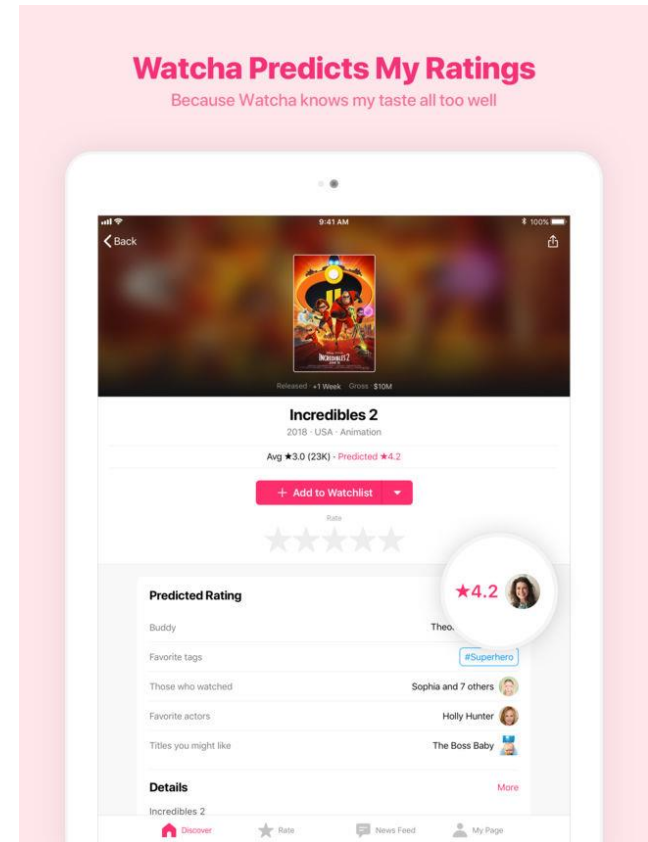 Watcha Predicts My Ratings
Because Watcha knows my taste all too well
9:41 AM
100%
Back
INCREDIBLES 2
Released · +1 Week Gross · $10M
Incredibles 2
2018 · USA · Animation
Avg ★3.0 (23K) · Predicted ★4.2
+ Add to Watchlist
Rate
★4.2
Predicted Rating
Buddy Theo.
Favorite tags #Superhero
Those who watched Sophia and 7 others
Favorite actors Holly Hunter
Titles you might like The Boss Baby
Details More
Incredibles 2
Discover Rate News Feed My Page